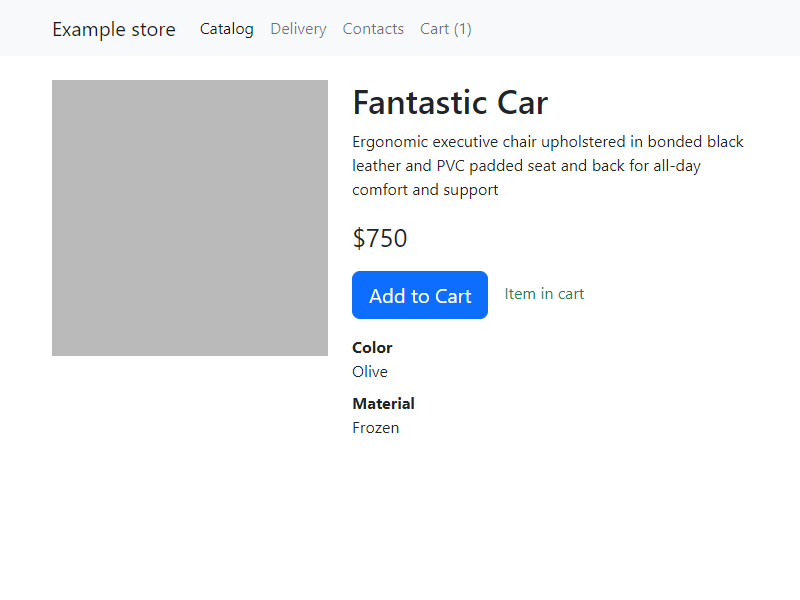 Example store Catalog Delivery Contacts Cart (1)
Fantastic Car
Ergonomic executive chair upholstered in bonded black
leather and PVC padded seat and back for all-day
comfort and support
$750
Add to Cart Item in cart
Color
Olive
Material
Frozen